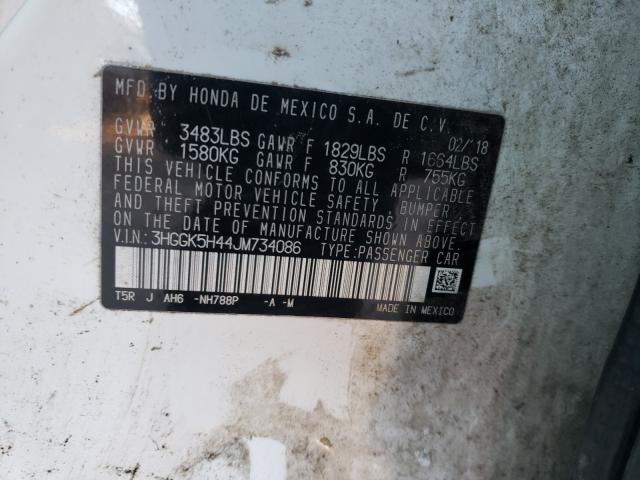 MFD BY HONDA DE MEXICO S.A. DE C.V.
02/'18
GVWR 3483LBS GAWR F 1829LBS R 1664LBS
GVWR 1580KG GAWR F 830KG R 755KG
THIS VEHICLE CONFORMS TO ALL APPLICABLE
FEDERAL MOTOR VEHICLE SAFETY, BUMPER,
AND THEFT PREVENTION STANDARDS IN EFFECT
ON THE DATE OF MANUFACTURE SHOWN ABOVE.
V.I.N.: 3HGGK5H44JM734086 TYPE:PASSENGER CAR
T5R J AH6 -NH788P -A -M MADE IN MEXICO